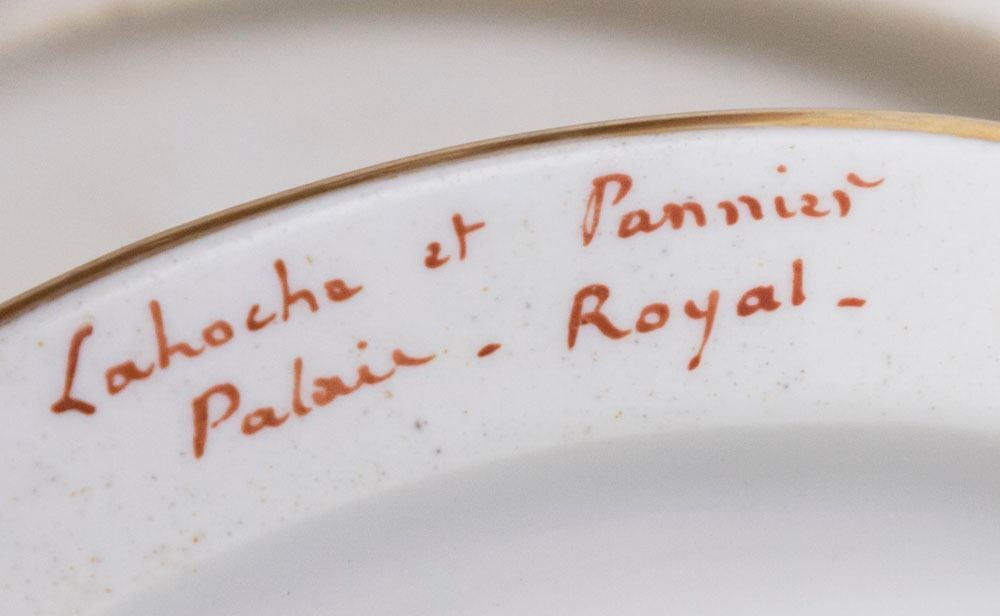 Lahoche et Pannier
Palais - Royal -